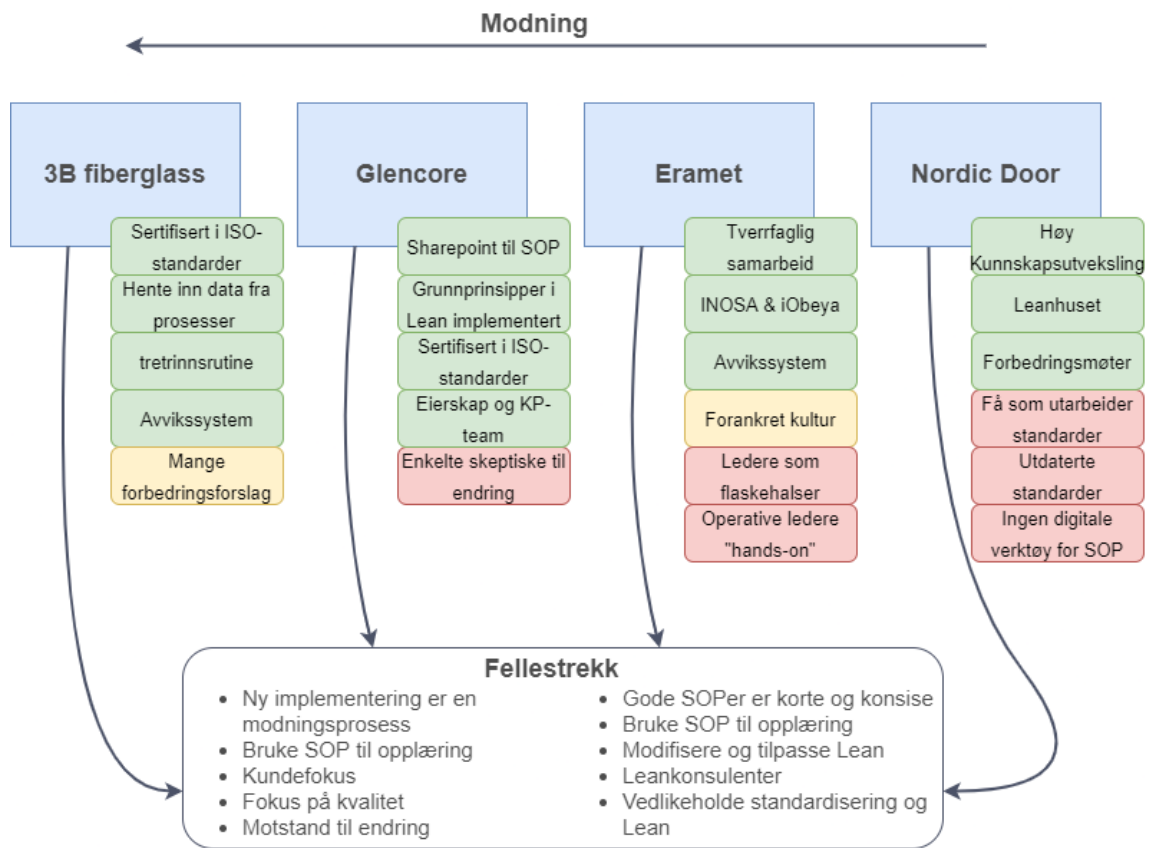 Modning
3B fiberglass
Sertifisert i ISO-
standarder
Hente inn data fra
prosesser
tretrinnsrutine
Avvikssystem
Mange
forbedringsforslag
Glencore
Sharepoint til SOP
Grunnprinsipper i
Lean implementert
Sertifisert i ISO-
standarder
Eierskap og KP-
team
Enkelte skeptiske til
endring
Eramet
Tverrfaglig
samarbeid
INOSA & iObeya
Avvikssystem
Forankret kultur
Ledere som
flaskehalser
Operative ledere
"hands-on"
Nordic Door
Høy
Kunnskapsutveksling
Leanhuset
Forbedringsmøter
Få som utarbeider
standarder
Utdaterte
standarder
Ingen digitale
verktøy for SOP
Fellestrekk
• Ny implementering er en
modningsprosess
• Bruke SOP til opplæring
• Kundefokus
• Fokus på kvalitet
• Motstand til endring
• Gode SOPer er korte og konsise
• Bruke SOP til opplæring
• Modifisere og tilpasse Lean
• Leankonsulenter
• Vedlikeholde standardisering og
Lean